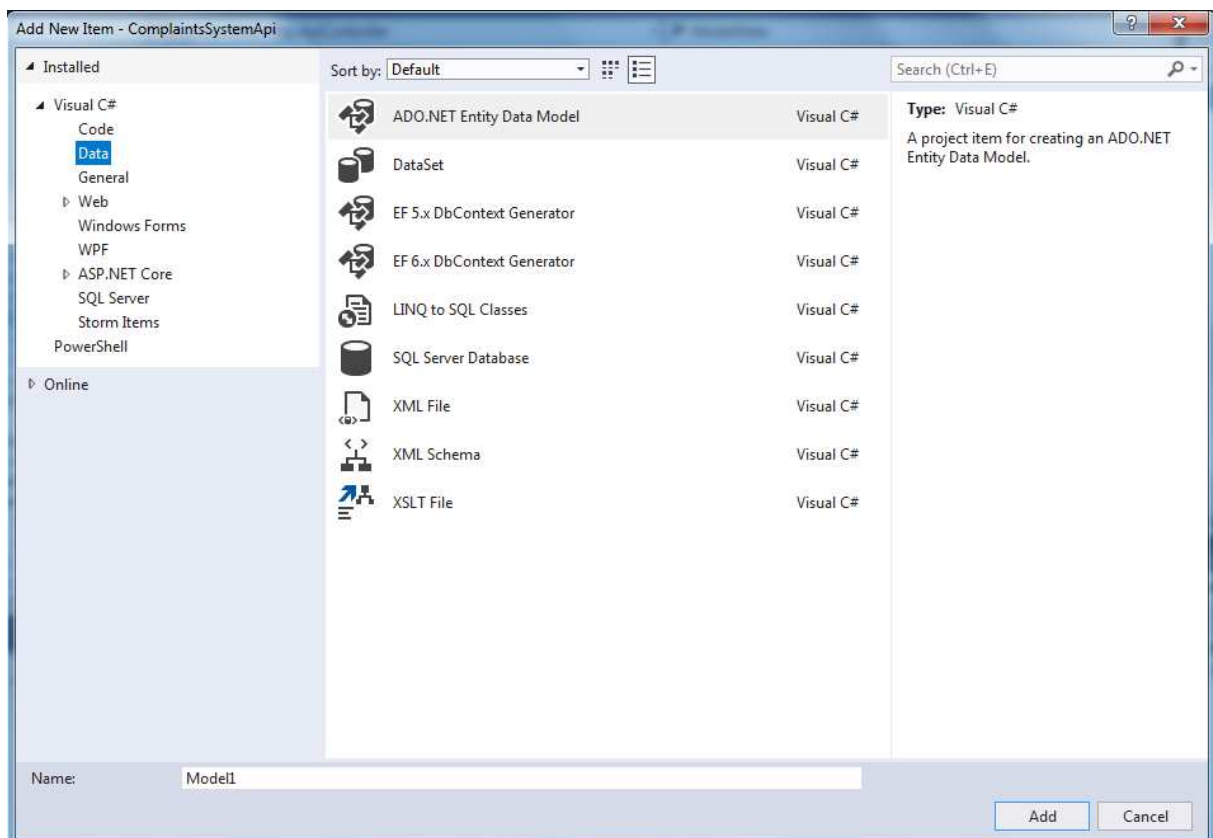 Add New Item - ComplaintsSystemApi
Installed
Sort by: Default
Search (Ctrl+E)
Visual C#
Code
Data
General
Web
Windows Forms
WPF
ASP.NET Core
SQL Server
Storm Items
PowerShell
Online
ADO.NET Entity Data Model Visual C#
DataSet Visual C#
EF 5.x DbContext Generator Visual C#
EF 6.x DbContext Generator Visual C#
LINQ to SQL Classes Visual C#
SQL Server Database Visual C#
XML File Visual C#
XML Schema Visual C#
XSLT File Visual C#
Type: Visual C#
A project item for creating an ADO.NET
Entity Data Model.
Name: Model1
Add Cancel